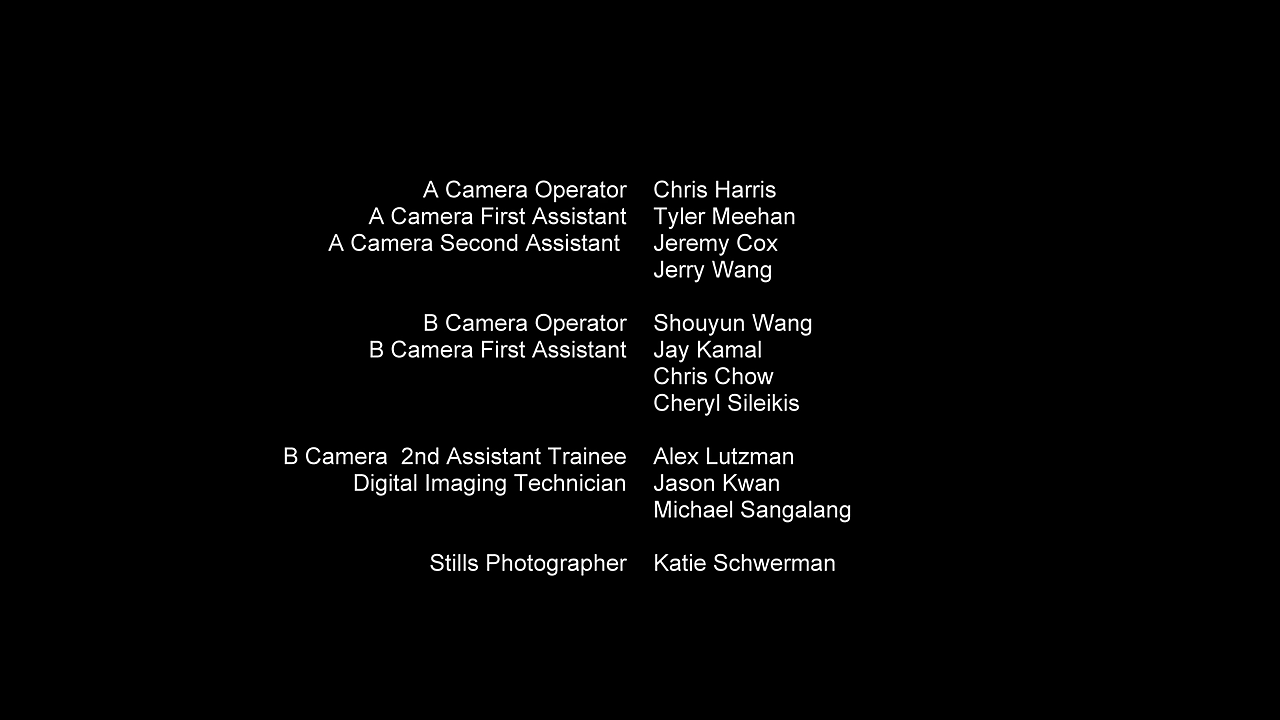 A Camera Operator Chris Harris
A Camera First Assistant Tyler Meehan
A Camera Second Assistant Jeremy Cox
Jerry Wang
B Camera Operator Shouyun Wang
B Camera First Assistant Jay Kamal
Chris Chow
Cheryl Sileikis
B Camera 2nd Assistant Trainee Alex Lutzman
Digital Imaging Technician Jason Kwan
Michael Sangalang
Stills Photographer Katie Schwerman